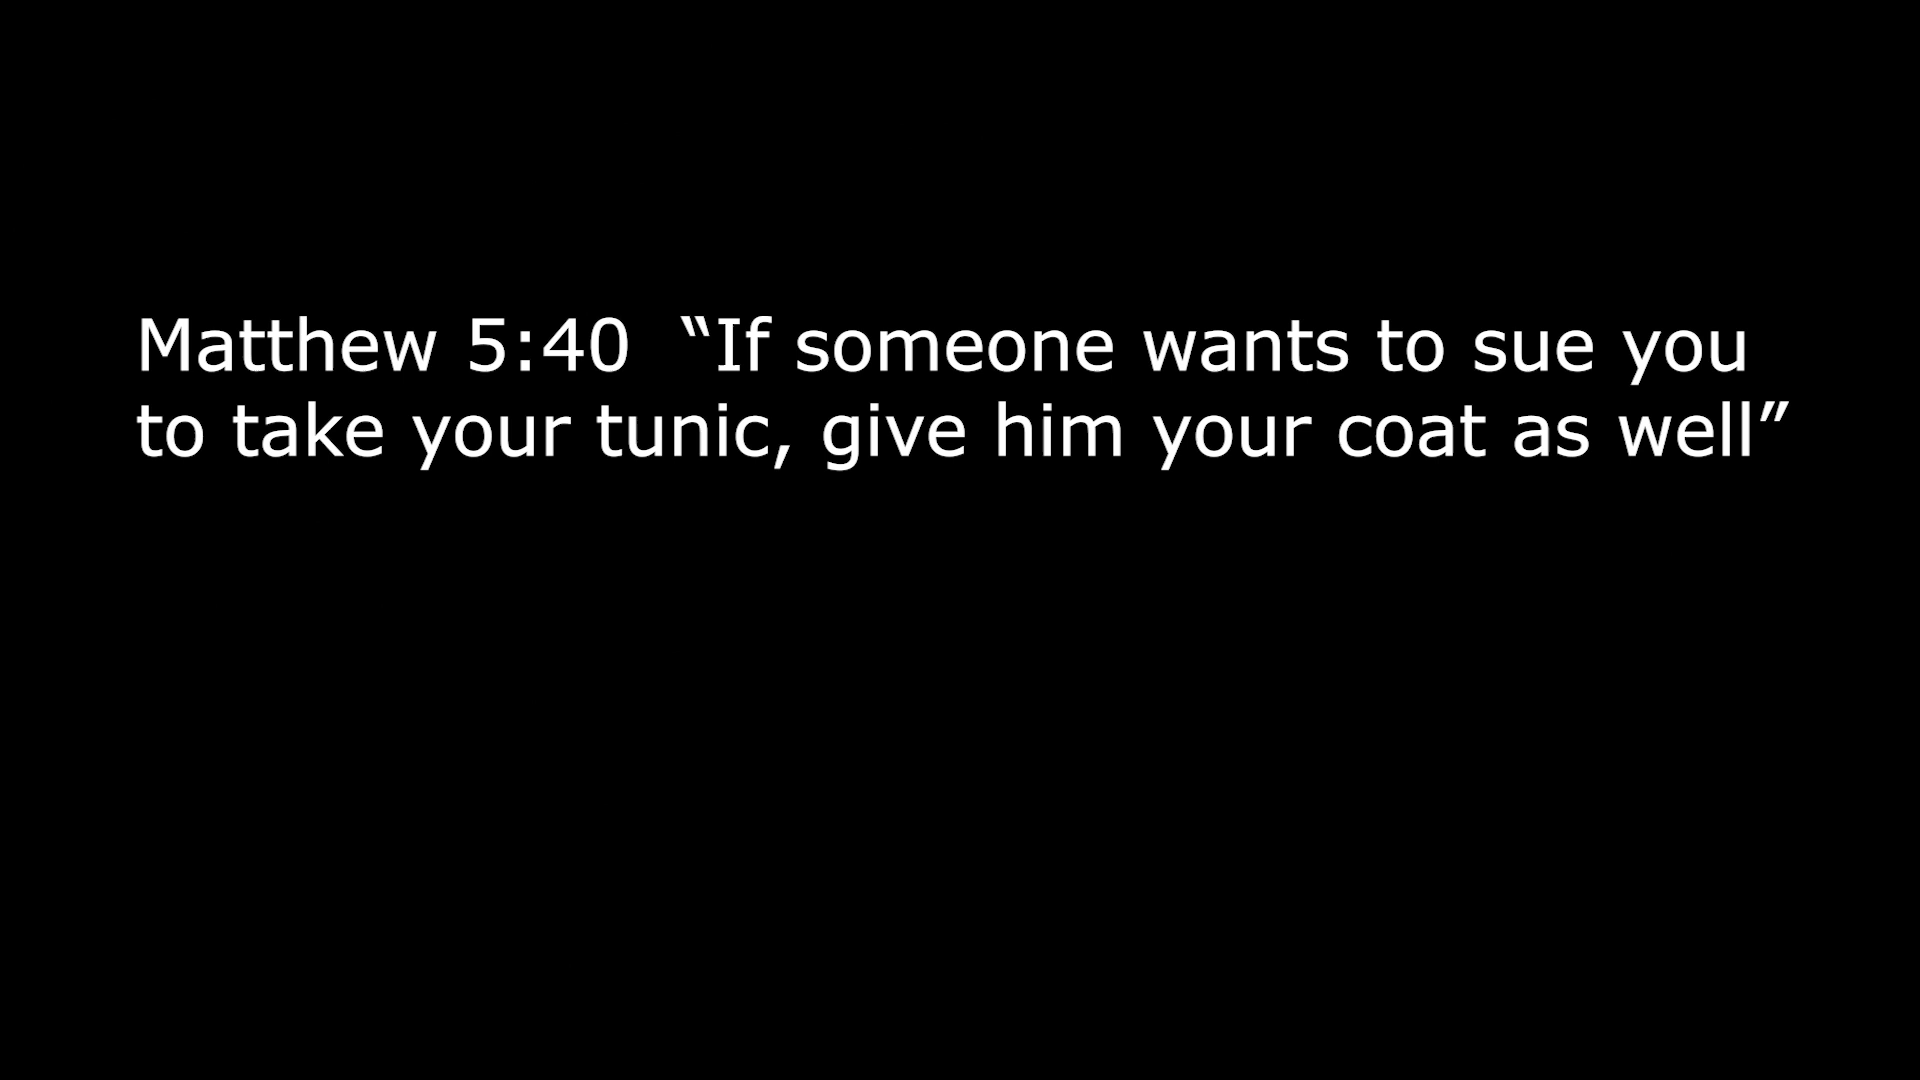 Matthew 5:40  “If someone wants to sue you
to take your tunic, give him your coat as well”